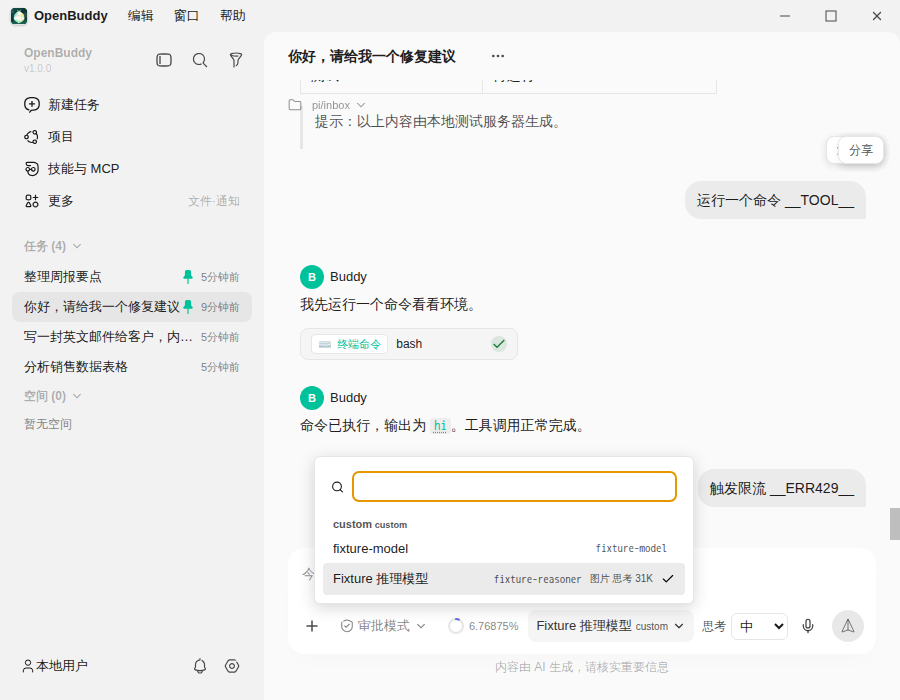 OpenBuddy 编辑 窗口 帮助
OpenBuddy
v1.0.0
新建任务
项目
技能与 MCP
更多 文件·通知
任务 (4)
整理周报要点 5分钟前
你好，请给我一个修复建议 9分钟前
写一封英文邮件给客户，内… 5分钟前
分析销售数据表格 5分钟前
空间 (0)
暂无空间
本地用户
你好，请给我一个修复建议
pi/inbox
提示：以上内容由本地测试服务器生成。
分享
运行一个命令 __TOOL__
B Buddy
我先运行一个命令看看环境。
终端命令 bash
B Buddy
命令已执行，输出为 hi。工具调用正常完成。
触发限流 __ERR429__
custom custom
fixture-model fixture-model
Fixture 推理模型 fixture-reasoner 图片 思考 31K
今
审批模式 6.76875% Fixture 推理模型 custom 思考 中
内容由 AI 生成，请核实重要信息